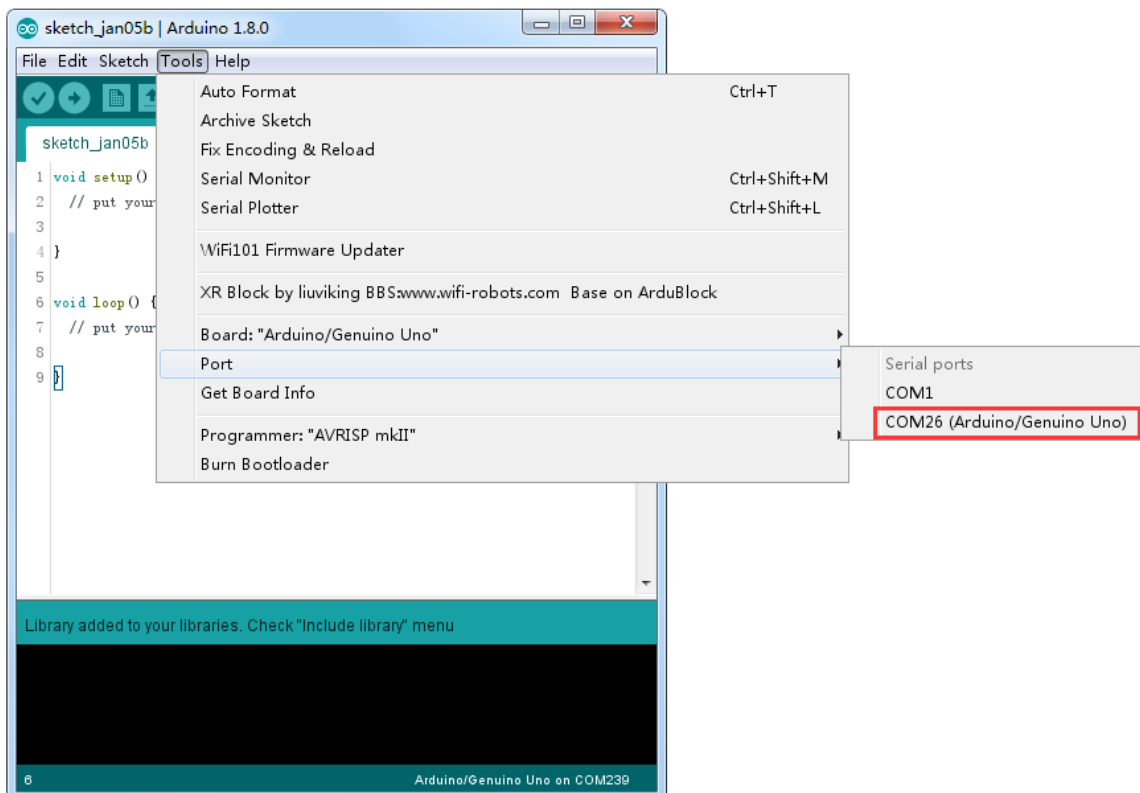 sketch_jan05b | Arduino 1.8.0
File Edit Sketch Tools Help
sketch_jan05b
1 void setup()
2 // put your
3
4 }
5
6 void loop() {
7 // put your
8
9 }
Auto Format Ctrl+T
Archive Sketch
Fix Encoding & Reload
Serial Monitor Ctrl+Shift+M
Serial Plotter Ctrl+Shift+L
WiFi101 Firmware Updater
XR Block by liuviking BBS:www.wifi-robots.com Base on ArduBlock
Board: "Arduino/Genuino Uno"
Port
Get Board Info
Programmer: "AVRISP mkII"
Burn Bootloader
Serial ports
COM1
COM26 (Arduino/Genuino Uno)
Library added to your libraries. Check "Include library" menu
6 Arduino/Genuino Uno on COM239